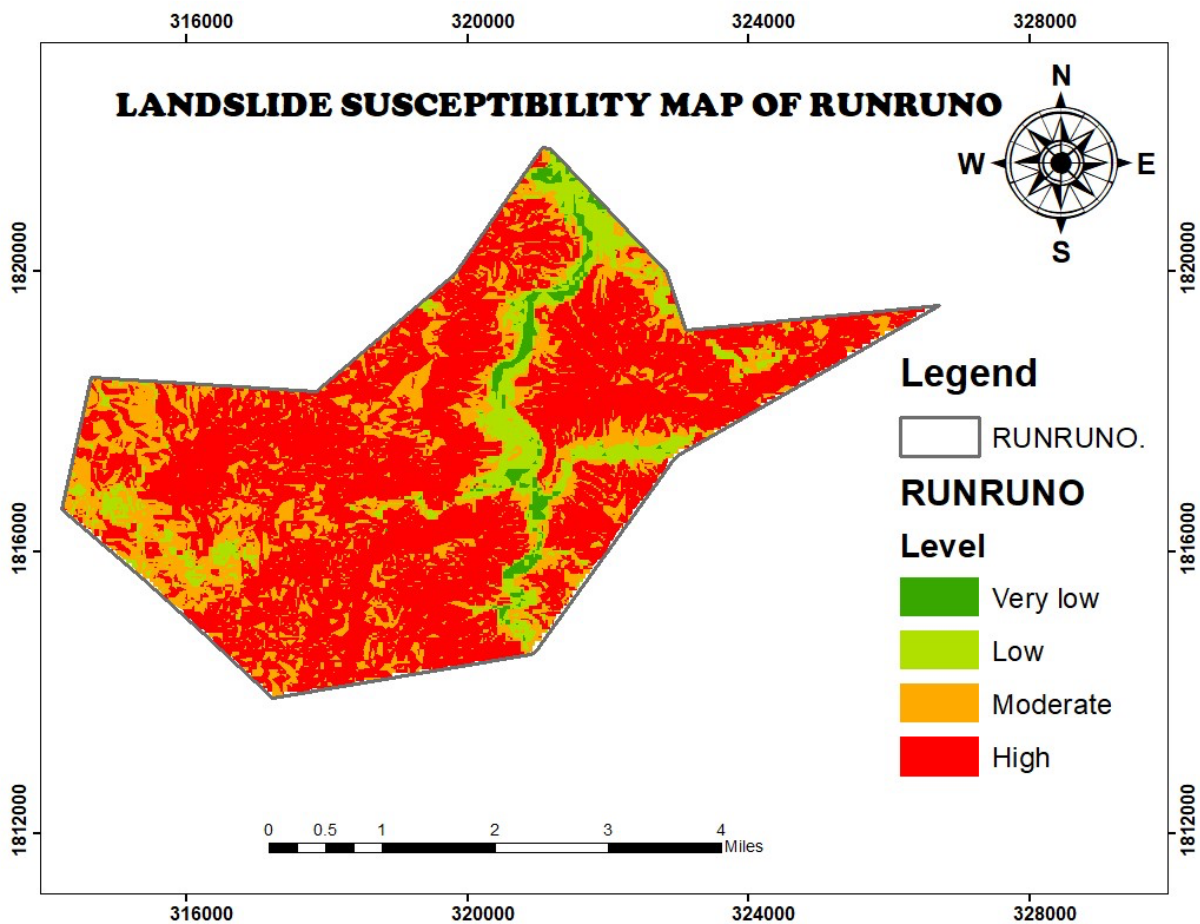 316000 320000 324000 328000
LANDSLIDE SUSCEPTIBILITY MAP OF RUNRUNO
N
W E
S
1820000 1820000
Legend
RUNRUNO.
RUNRUNO
Level
1816000 1816000
Very low
Low
Moderate
High
1812000 1812000
0 0.5 1 2 3 4
Miles
316000 320000 324000 328000